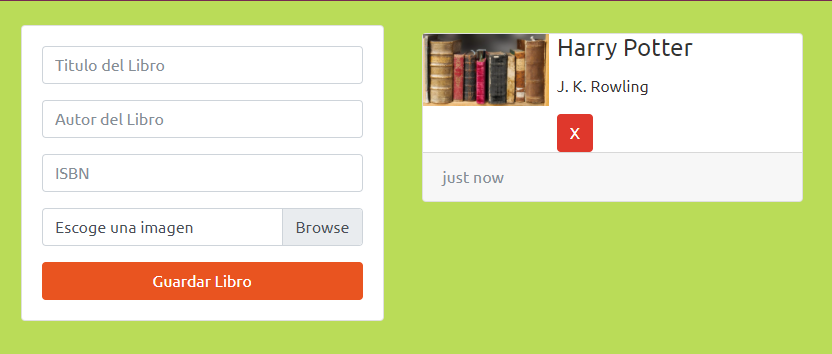 Titulo del Libro
Autor del Libro
ISBN
Escoge una imagen
Browse
Guardar Libro
Harry Potter
J. K. Rowling
X
just now